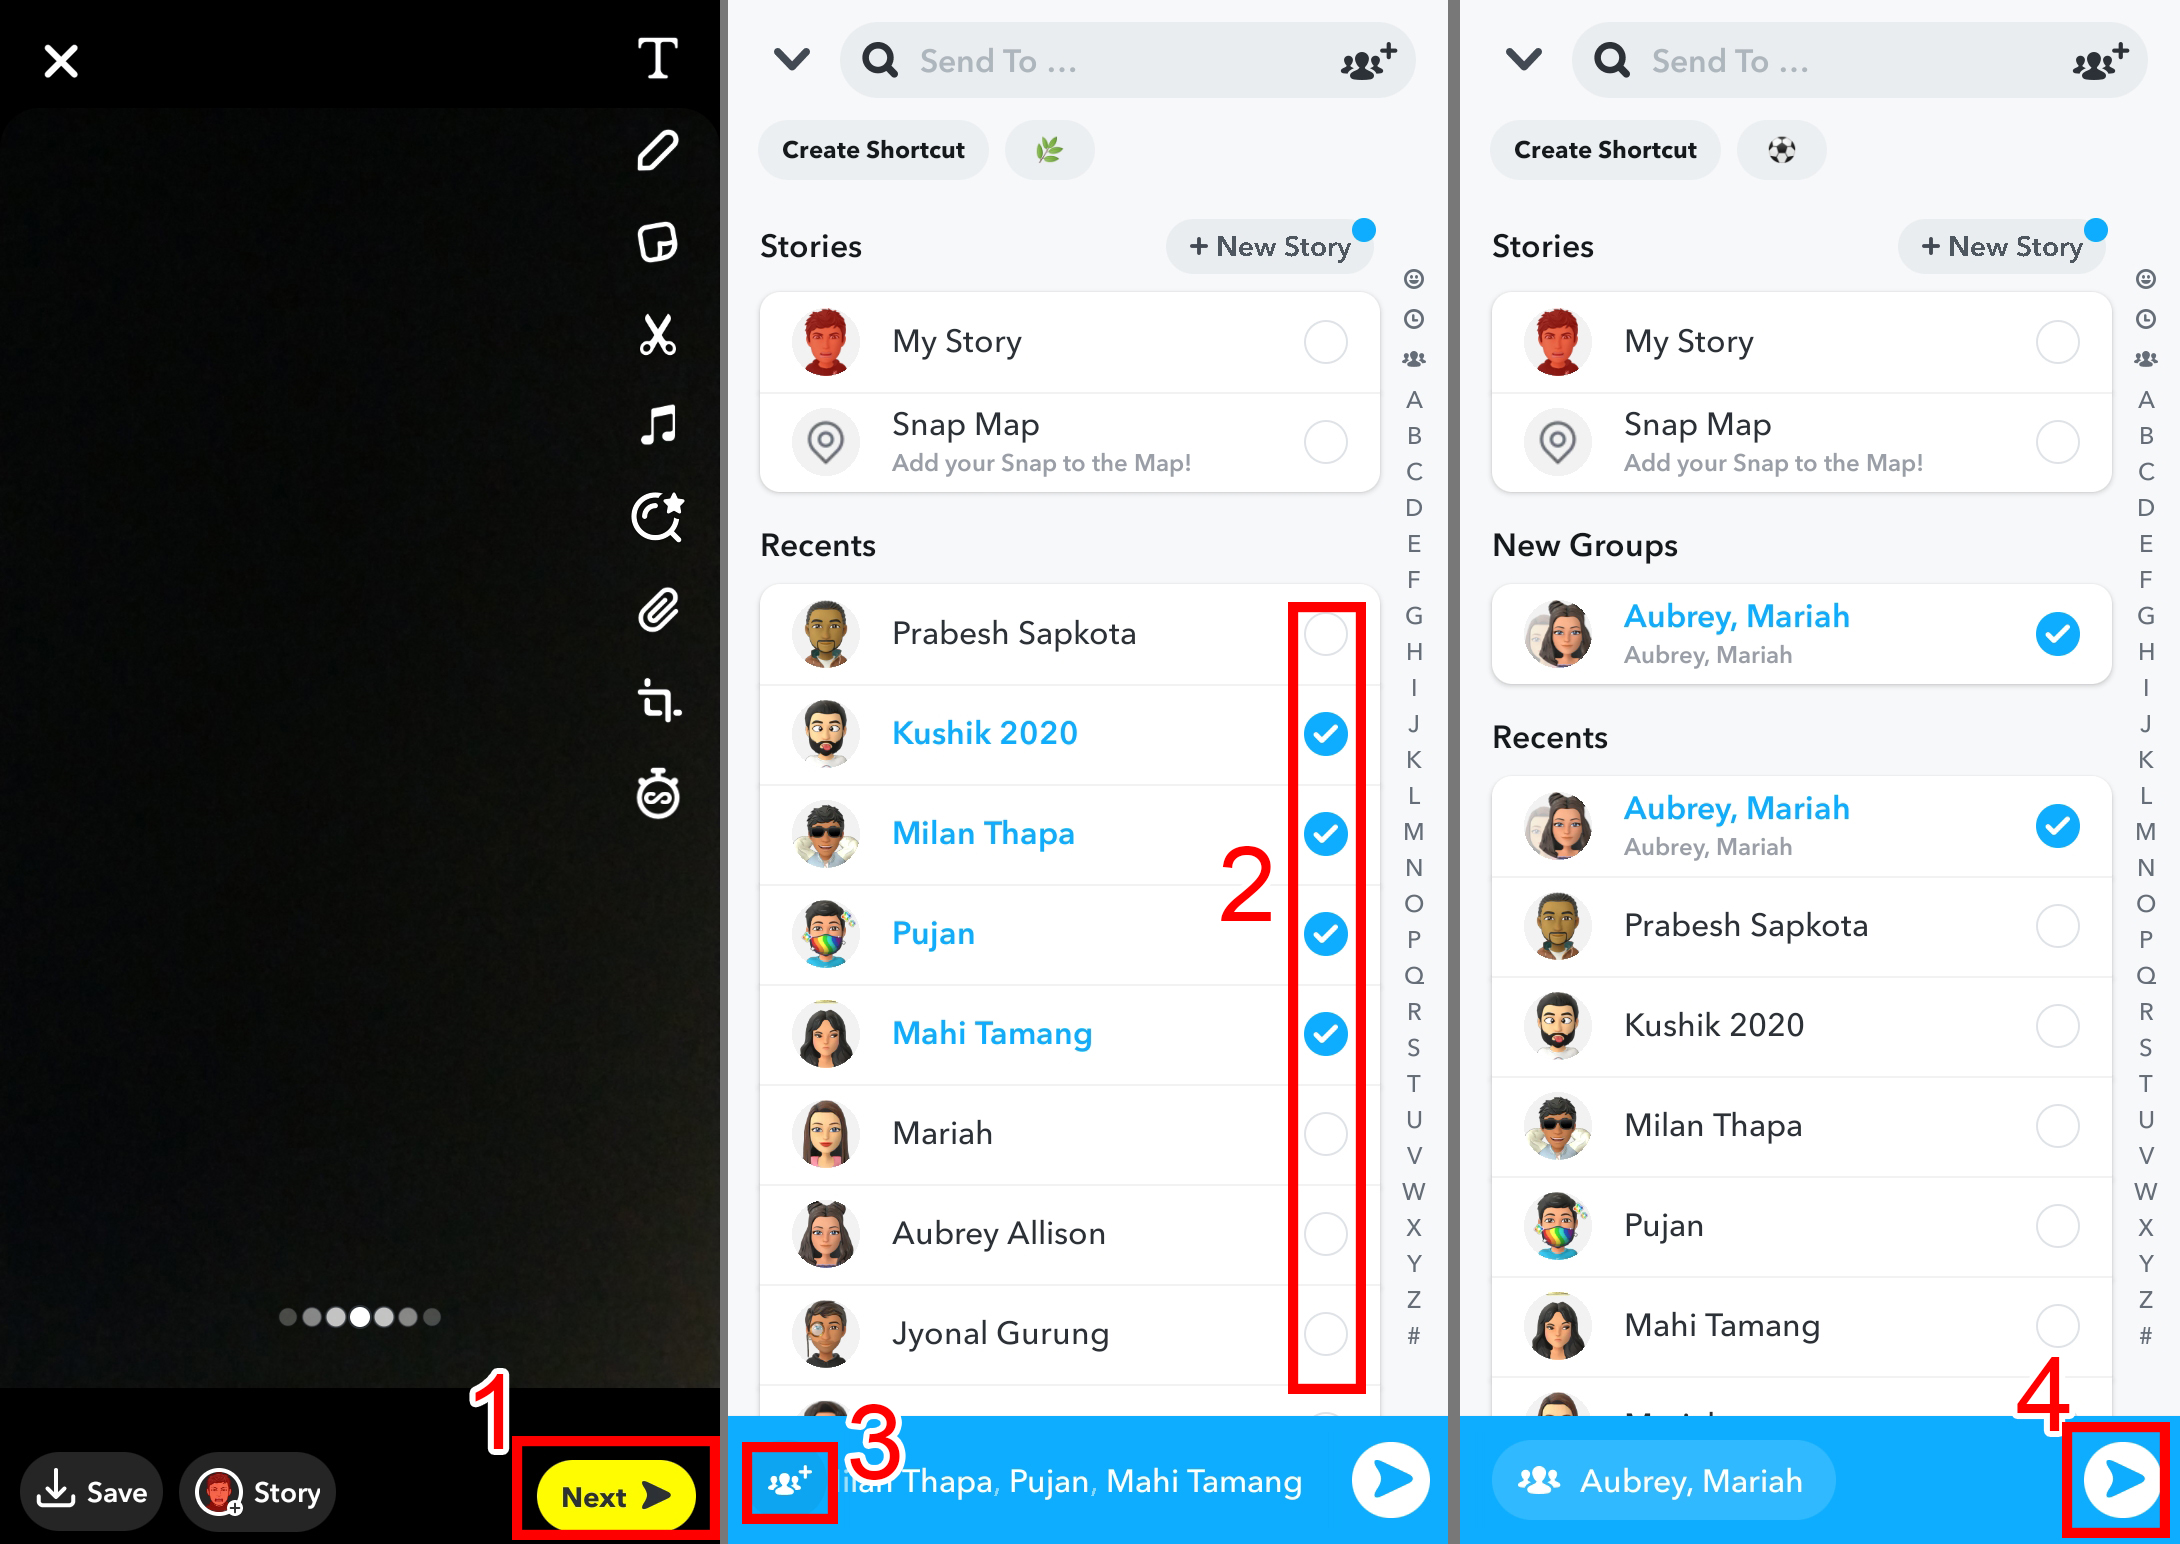 T
1
Save
Story
Next
Send To ...
Create Shortcut
Stories
+ New Story
My Story
Snap Map
Add your Snap to the Map!
Recents
Prabesh Sapkota
Kushik 2020
Milan Thapa
Pujan
Mahi Tamang
Mariah
Aubrey Allison
Jyonal Gurung
2
A
B
C
D
E
F
G
H
I
J
K
L
M
N
O
P
Q
R
S
T
U
V
W
X
Y
Z
#
3
Thapa, Pujan, Mahi Tamang
Send To ...
Create Shortcut
Stories
+ New Story
My Story
Snap Map
Add your Snap to the Map!
New Groups
Aubrey, Mariah
Aubrey, Mariah
Recents
Aubrey, Mariah
Aubrey, Mariah
Prabesh Sapkota
Kushik 2020
Milan Thapa
Pujan
Mahi Tamang
A
B
C
D
E
F
G
H
I
J
K
L
M
N
O
P
Q
R
S
T
U
V
W
X
Y
Z
#
4
Aubrey, Mariah